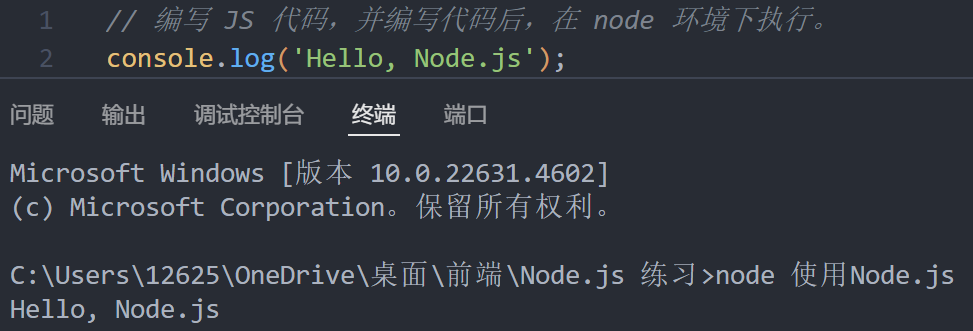 1 // 编写 JS 代码，并编写代码后，在 node 环境下执行。
2 console.log('Hello, Node.js');
问题 输出 调试控制台 终端 端口
Microsoft Windows [版本 10.0.22631.4602]
(c) Microsoft Corporation。保留所有权利。
C:\Users\12625\OneDrive\桌面\前端\Node.js 练习>node 使用Node.js
Hello, Node.js